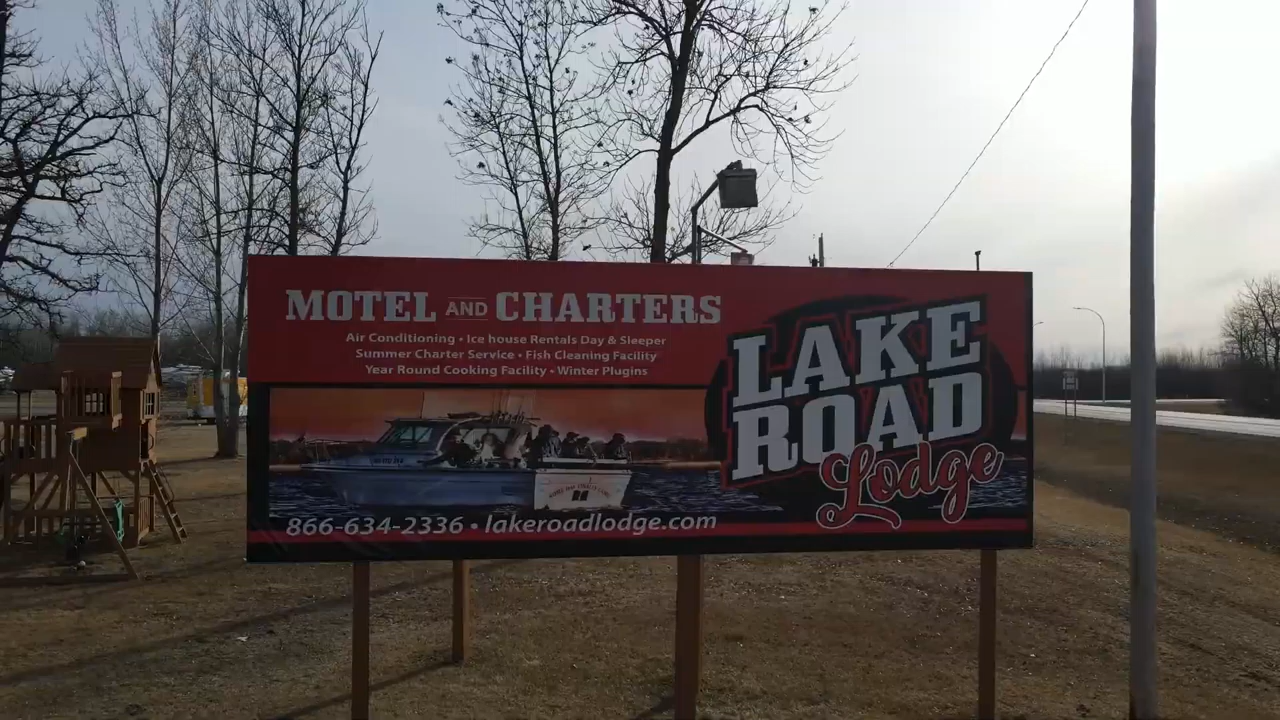 MOTEL AND CHARTERS
Air Conditioning • Ice house Rentals Day & Sleeper
Summer Charter Service • Fish Cleaning Facility
Year Round Cooking Facility • Winter Plugins
LAKE
ROAD
Lodge
866-634-2336 • lakeroadlodge.com